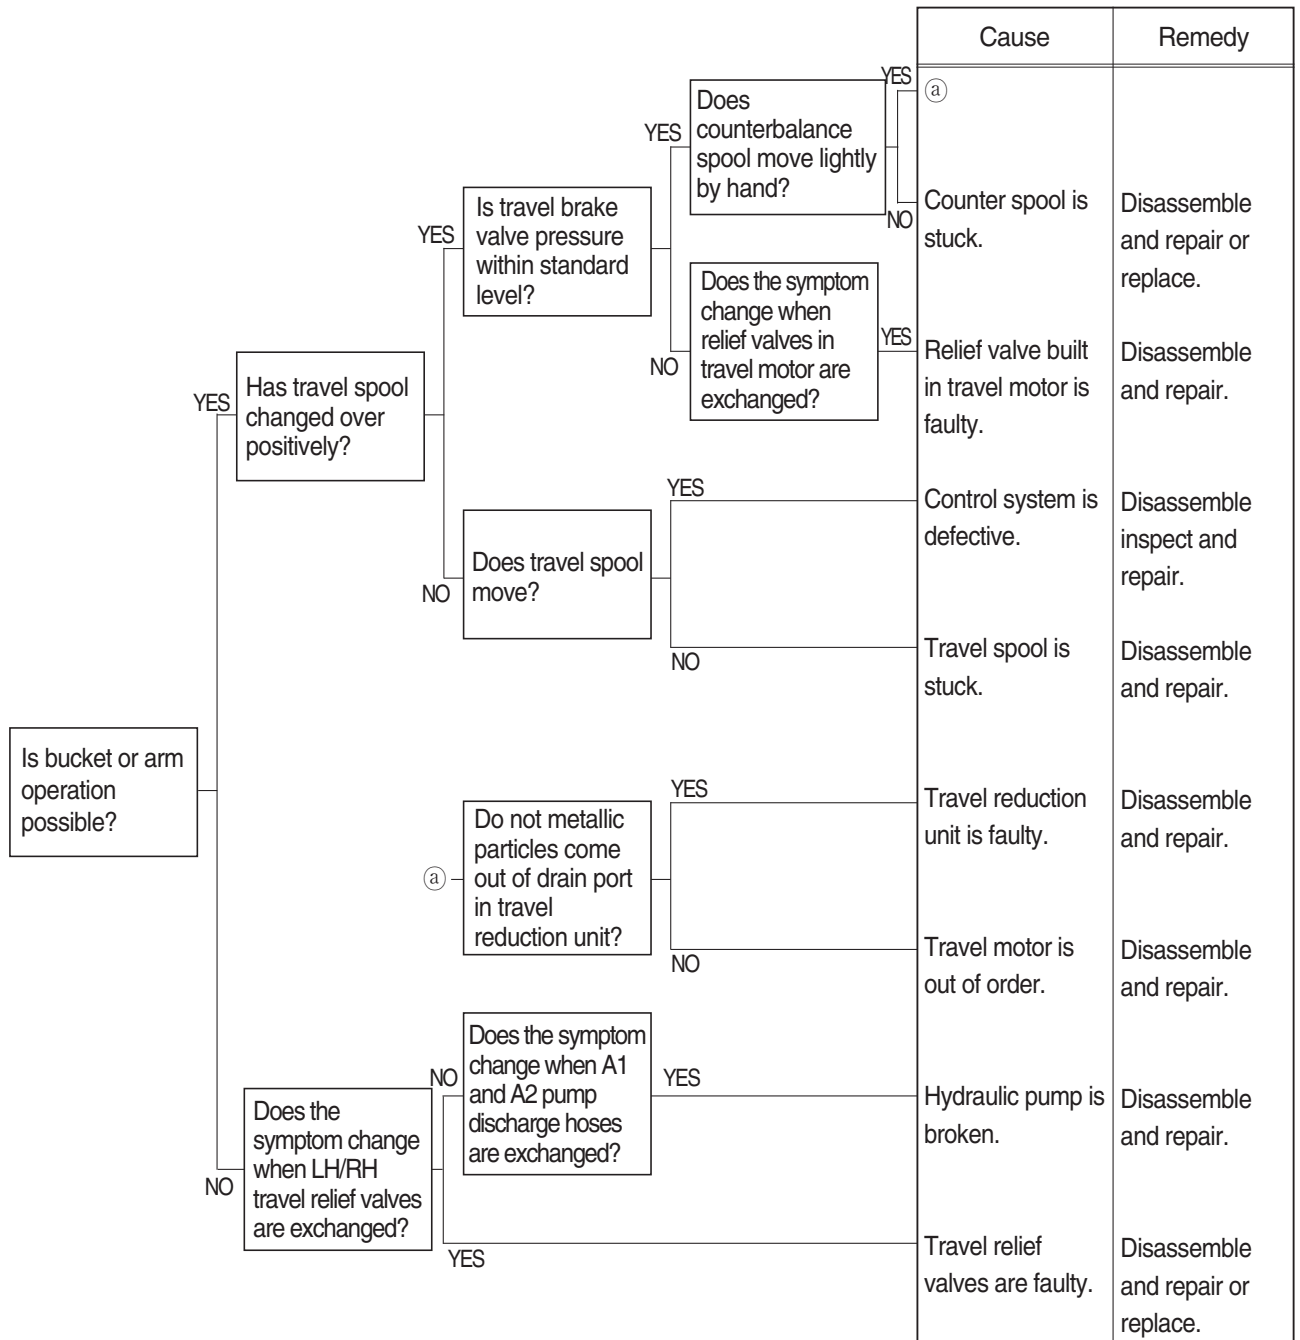 Cause
Remedy
YES
ⓐ
Does
counterbalance
spool move lightly
by hand?
YES
NO
Counter spool is
stuck.
Disassemble
and repair or
replace.
Is travel brake
valve pressure
within standard
level?
YES
Does the symptom
change when
relief valves in
travel motor are
exchanged?
NO
YES
Relief valve built
in travel motor is
faulty.
Disassemble
and repair.
Has travel spool
changed over
positively?
YES
YES
Control system is
defective.
Disassemble
inspect and
repair.
Does travel spool
move?
NO
NO
Travel spool is
stuck.
Disassemble
and repair.
Is bucket or arm
operation
possible?
YES
Travel reduction
unit is faulty.
Disassemble
and repair.
ⓐ
Do not metallic
particles come
out of drain port
in travel
reduction unit?
NO
Travel motor is
out of order.
Disassemble
and repair.
Does the symptom
change when A1
and A2 pump
discharge hoses
are exchanged?
NO
YES
Hydraulic pump is
broken.
Disassemble
and repair.
Does the
symptom change
when LH/RH
travel relief valves
are exchanged?
NO
YES
Travel relief
valves are faulty.
Disassemble
and repair or
replace.